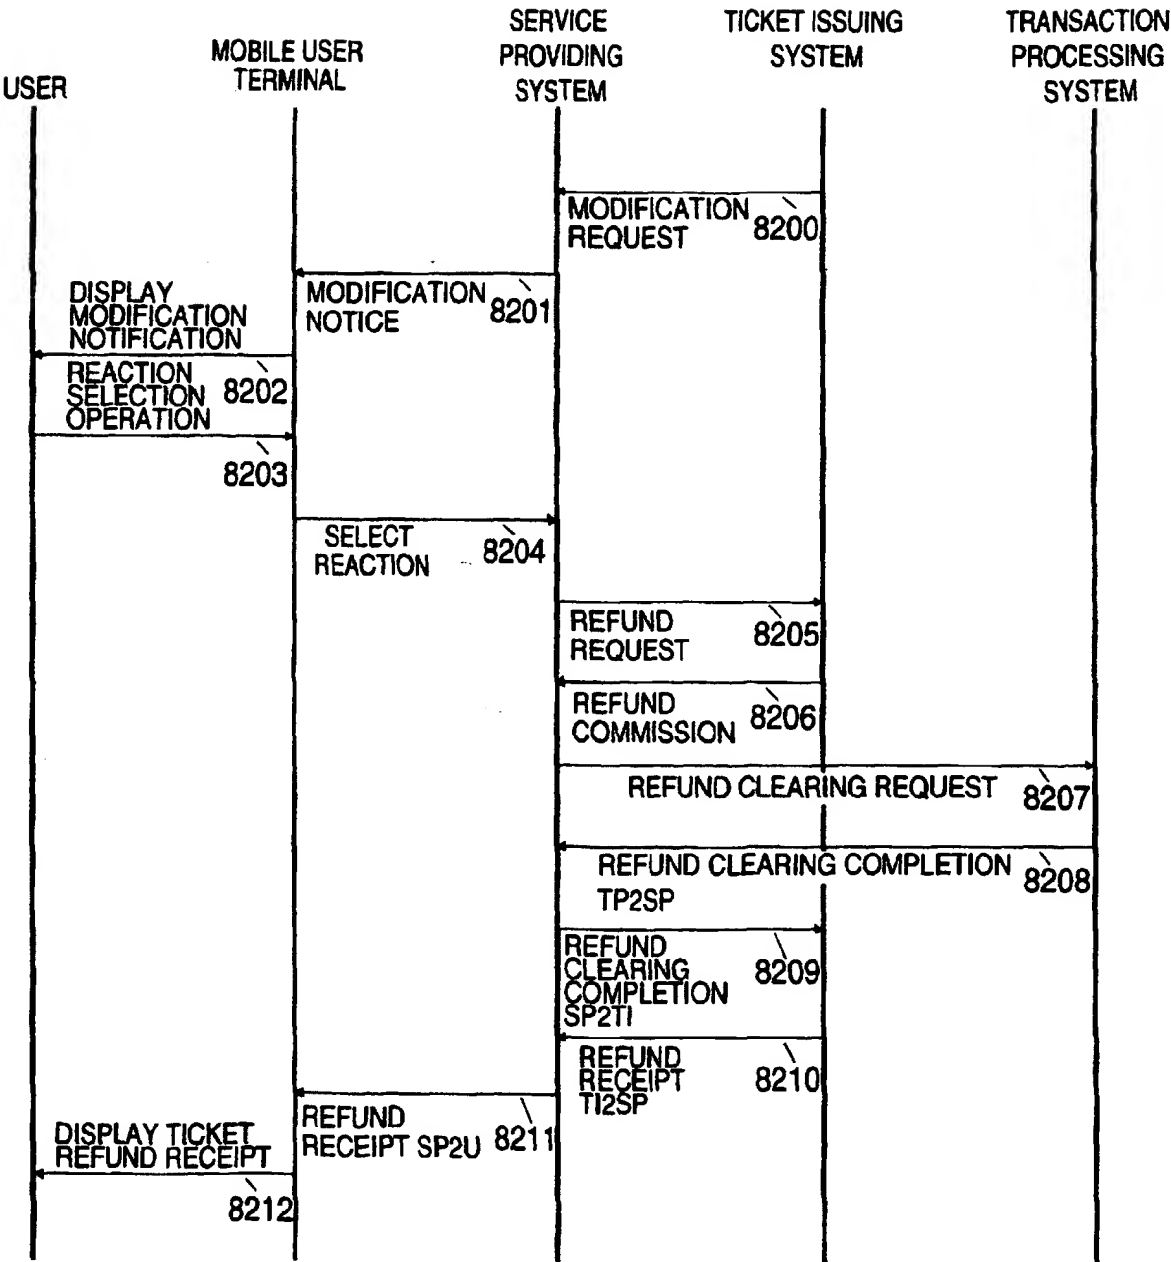 USER
MOBILE USER
TERMINAL
SERVICE
PROVIDING
SYSTEM
TICKET ISSUING
SYSTEM
TRANSACTION
PROCESSING
SYSTEM
MODIFICATION
REQUEST
8200
MODIFICATION
NOTICE
8201
DISPLAY
MODIFICATION
NOTIFICATION
8202
REACTION
SELECTION
OPERATION
8203
SELECT
REACTION
8204
REFUND
REQUEST
8205
REFUND
COMMISSION
8206
REFUND CLEARING REQUEST
8207
REFUND CLEARING COMPLETION
TP2SP
8208
REFUND
CLEARING
COMPLETION
SP2TI
8209
REFUND
RECEIPT
TI2SP
8210
REFUND
RECEIPT SP2U
8211
DISPLAY TICKET
REFUND RECEIPT
8212